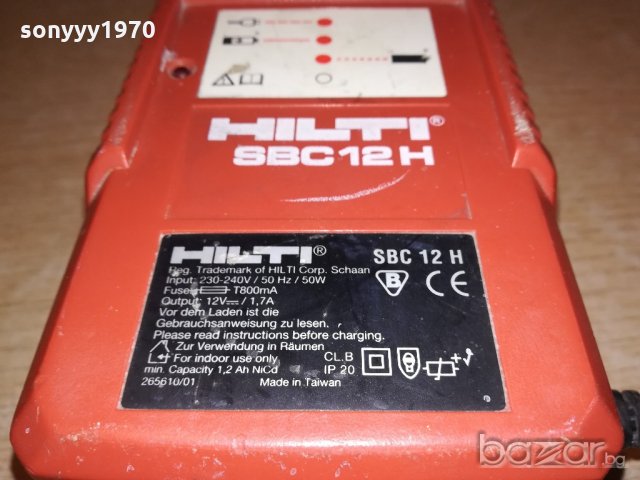 sonyyy1970
HILTI®
SBC12H
HILTI® SBC 12 H
Reg. Trademark of HILTI Corp. Schaan
Input: 230-240V / 50 Hz / 50W
Fuse T800mA
Output: 12V / 1,7A
B CE
Vor dem Laden ist die
Gebrauchsanweisung zu lesen.
Please read instructions before charging.
Zur Verwendung in Räumen
For indoor use only CL.B
min. Capacity 1,2 Ah NiCd IP 20
265610/01 Made in Taiwan
bazar.bg